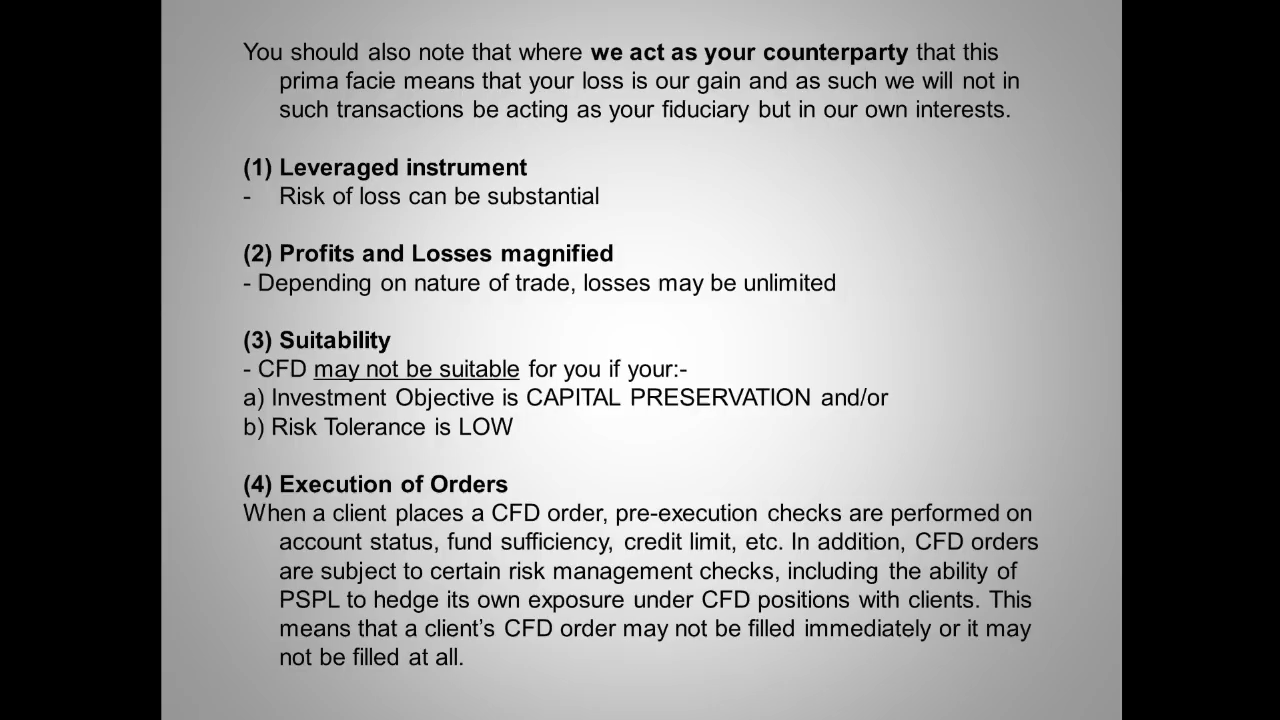 You should also note that where we act as your counterparty that this
prima facie means that your loss is our gain and as such we will not in
such transactions be acting as your fiduciary but in our own interests.
(1) Leveraged instrument
- Risk of loss can be substantial
(2) Profits and Losses magnified
- Depending on nature of trade, losses may be unlimited
(3) Suitability
- CFD may not be suitable for you if your:-
a) Investment Objective is CAPITAL PRESERVATION and/or
b) Risk Tolerance is LOW
(4) Execution of Orders
When a client places a CFD order, pre-execution checks are performed on
account status, fund sufficiency, credit limit, etc. In addition, CFD orders
are subject to certain risk management checks, including the ability of
PSPL to hedge its own exposure under CFD positions with clients. This
means that a client’s CFD order may not be filled immediately or it may
not be filled at all.